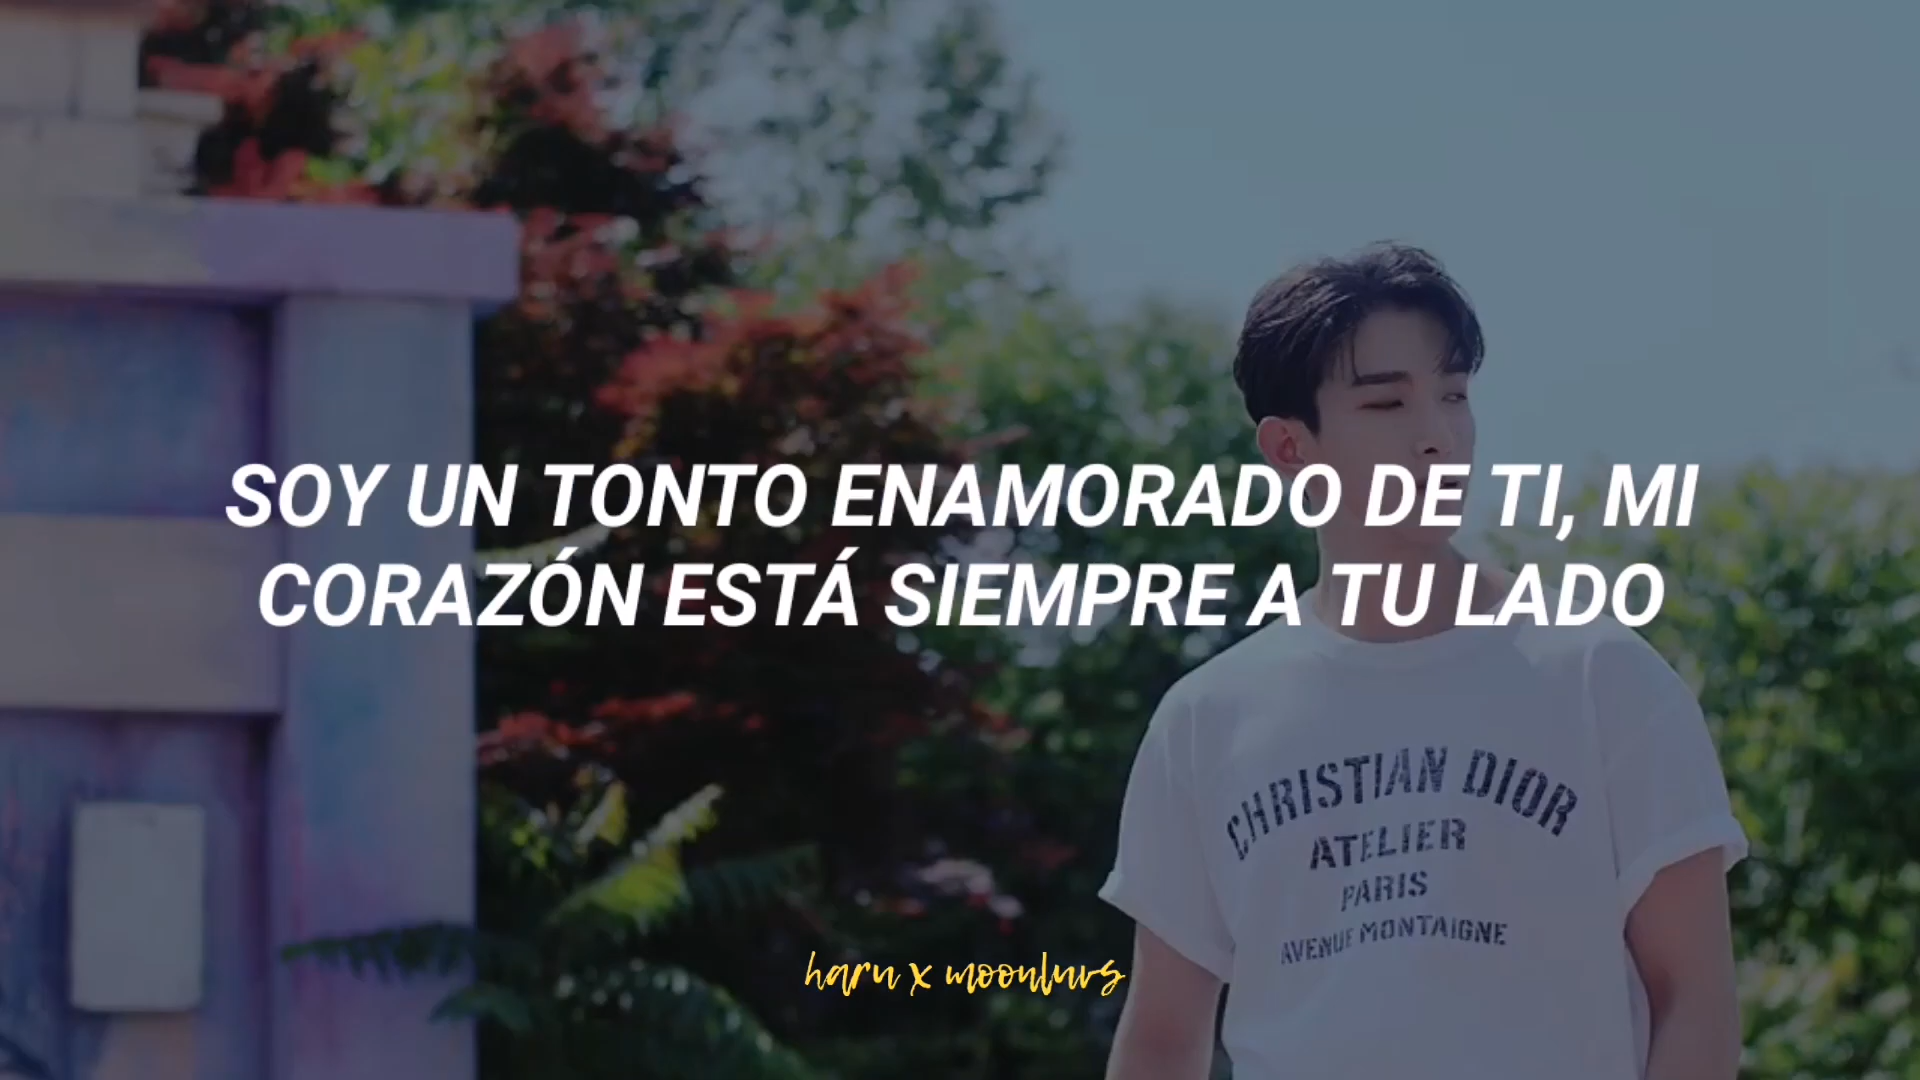 SOY UN TONTO ENAMORADO DE TI, MI
CORAZÓN ESTÁ SIEMPRE A TU LADO
CHRISTIAN DIOR
ATELIER
PARIS
AVENUE MONTAIGNE
haru x moonluvs